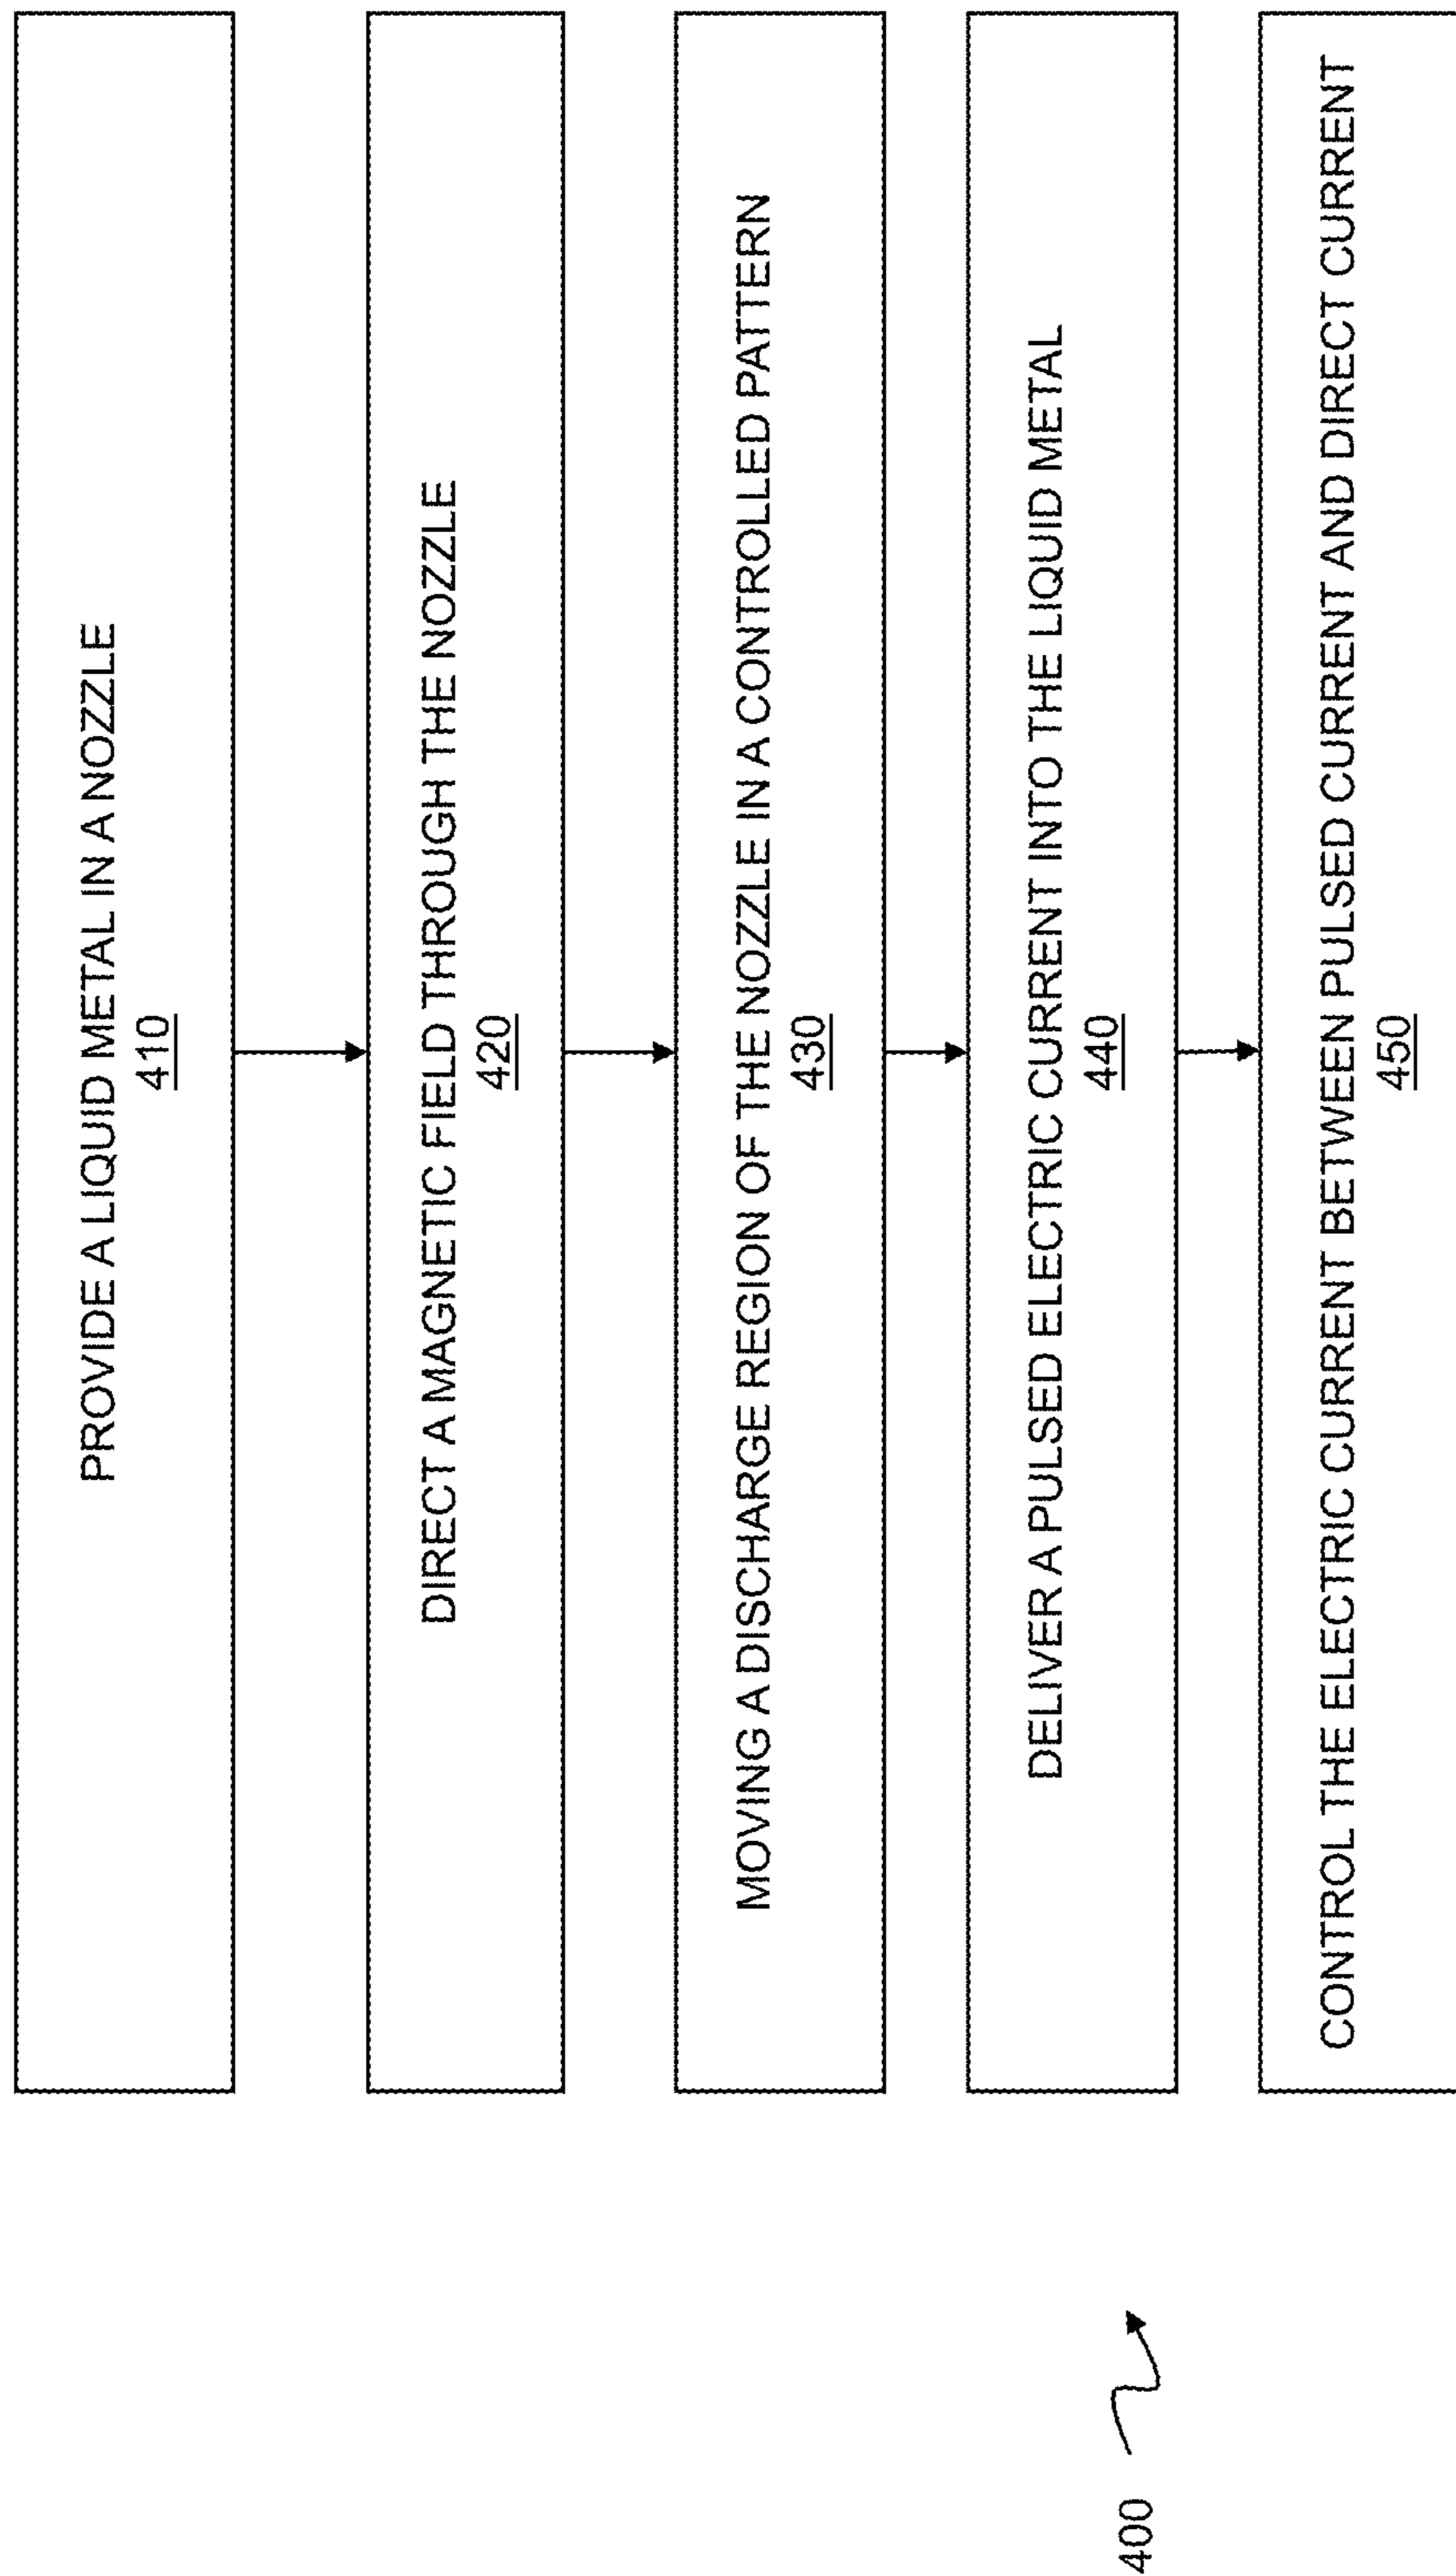 PROVIDE A LIQUID METAL IN A NOZZLE
410
DIRECT A MAGNETIC FIELD THROUGH THE NOZZLE
420
MOVING A DISCHARGE REGION OF THE NOZZLE IN A CONTROLLED PATTERN
430
DELIVER A PULSED ELECTRIC CURRENT INTO THE LIQUID METAL
440
CONTROL THE ELECTRIC CURRENT BETWEEN PULSED CURRENT AND DIRECT CURRENT
450
400